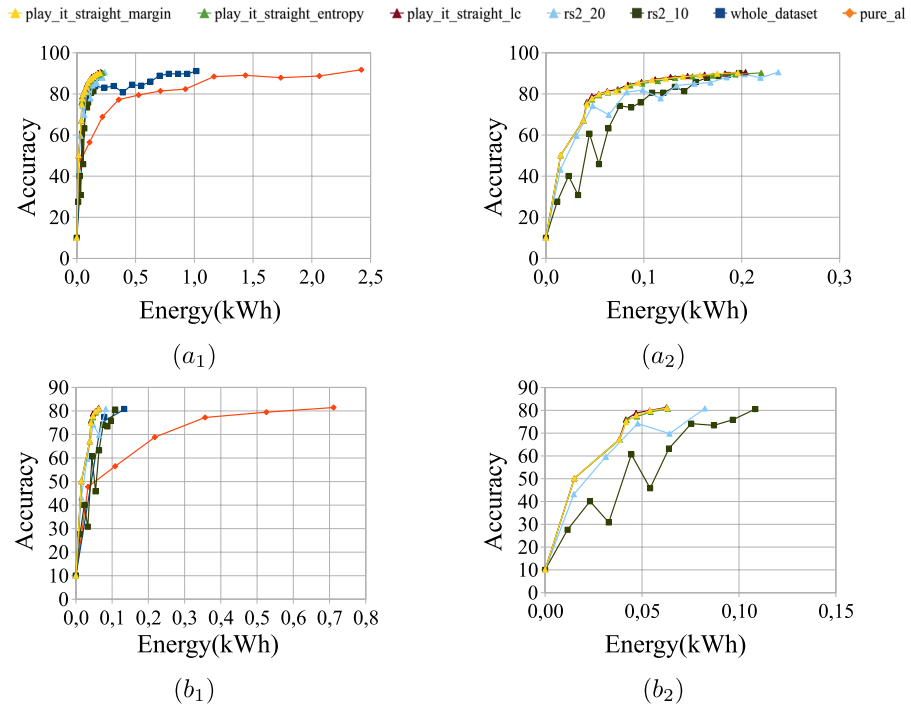 play_it_straight_margin play_it_straight_entropy play_it_straight_lc rs2_20 rs2_10 whole_dataset pure_al
100
80
60
40
20
0
Accuracy
0,0 0,5 1,0 1,5 2,0 2,5
Energy(kWh)
(a1)
100
80
60
40
20
0
Accuracy
0,0 0,1 0,2 0,3
Energy(kWh)
(a2)
90
80
70
60
50
40
30
20
10
0
Accuracy
0,0 0,1 0,2 0,3 0,4 0,5 0,6 0,7 0,8
Energy(kWh)
(b1)
90
80
70
60
50
40
30
20
10
0
Accuracy
0,00 0,05 0,10 0,15
Energy(kWh)
(b2)